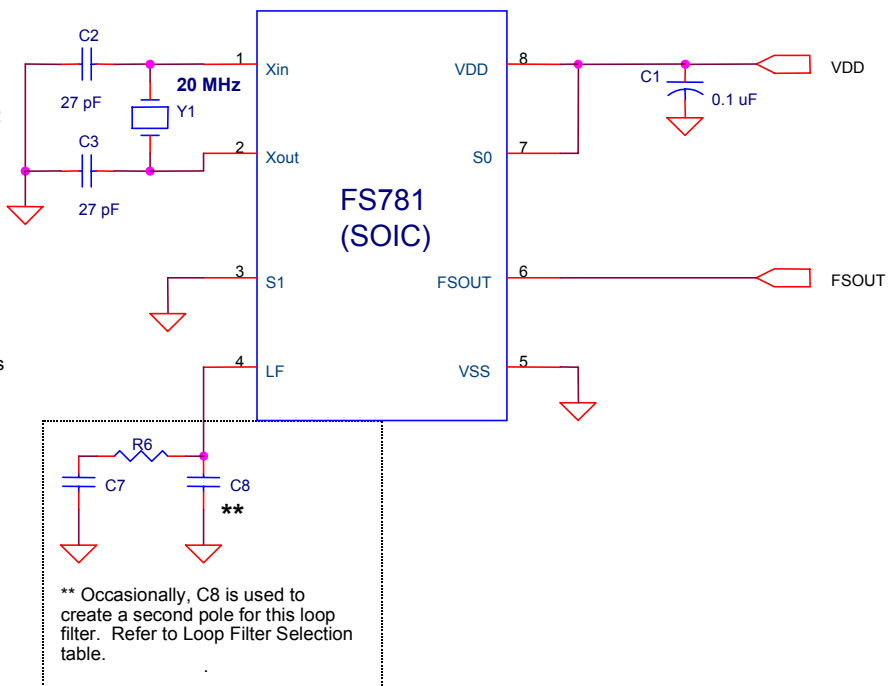 C2
27 pF
C3
27 pF
20 MHz
Y1
1
Xin
2
Xout
3
S1
4
LF
FS781
(SOIC)
8
VDD
7
S0
6
FSOUT
5
VSS
C1
0.1 uF
VDD
FSOUT
s
R6
C7
C8
**
** Occasionally, C8 is used to
create a second pole for this loop
filter. Refer to Loop Filter Selection
table.
.